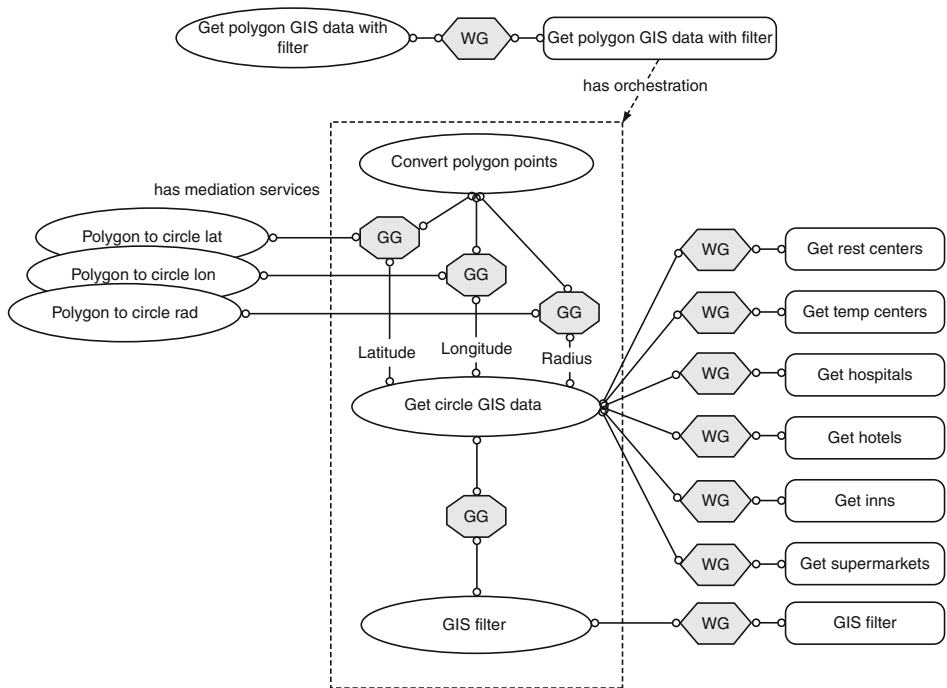 Get polygon GIS data with
filter
WG
Get polygon GIS data with filter
has orchestration
Convert polygon points
has mediation services
Polygon to circle lat
GG
Polygon to circle lon
GG
Polygon to circle rad
GG
Latitude
Longitude
Radius
Get circle GIS data
WG
Get rest centers
WG
Get temp centers
WG
Get hospitals
WG
Get hotels
WG
Get inns
WG
Get supermarkets
GG
GIS filter
WG
GIS filter